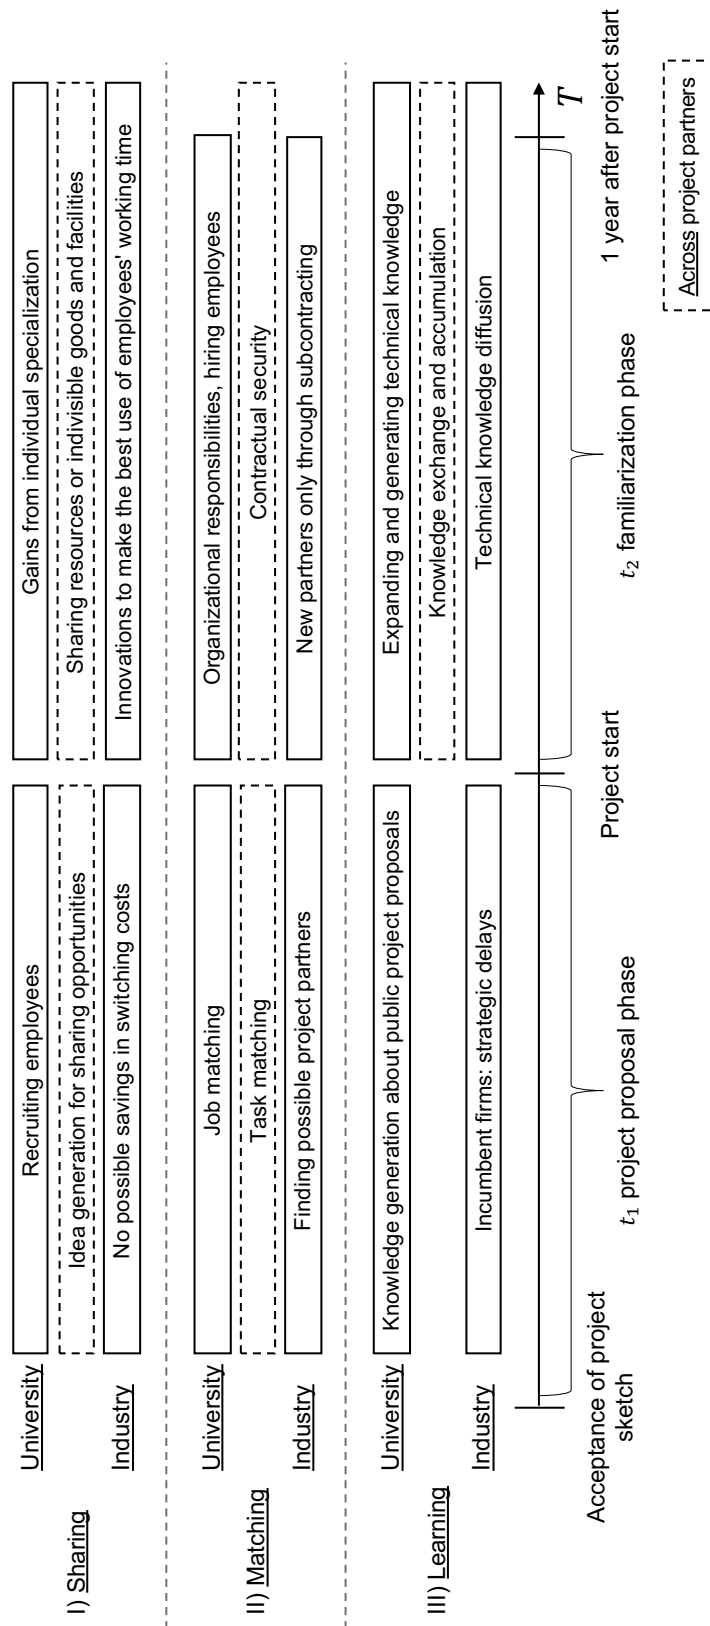 I) Sharing
University
Recruiting employees
Gains from individual specialization
Idea generation for sharing opportunities
Sharing resources or indivisible goods and facilities
Industry
No possible savings in switching costs
Innovations to make the best use of employees' working time
II) Matching
University
Job matching
Organizational responsibilities, hiring employees
Task matching
Contractual security
Industry
Finding possible project partners
New partners only through subcontracting
III) Learning
University
Knowledge generation about public project proposals
Expanding and generating technical knowledge
Knowledge exchange and accumulation
Industry
Incumbent firms: strategic delays
Technical knowledge diffusion
T
Acceptance of project
sketch
Project start
1 year after project start
t₁ project proposal phase
t₂ familiarization phase
Across project partners